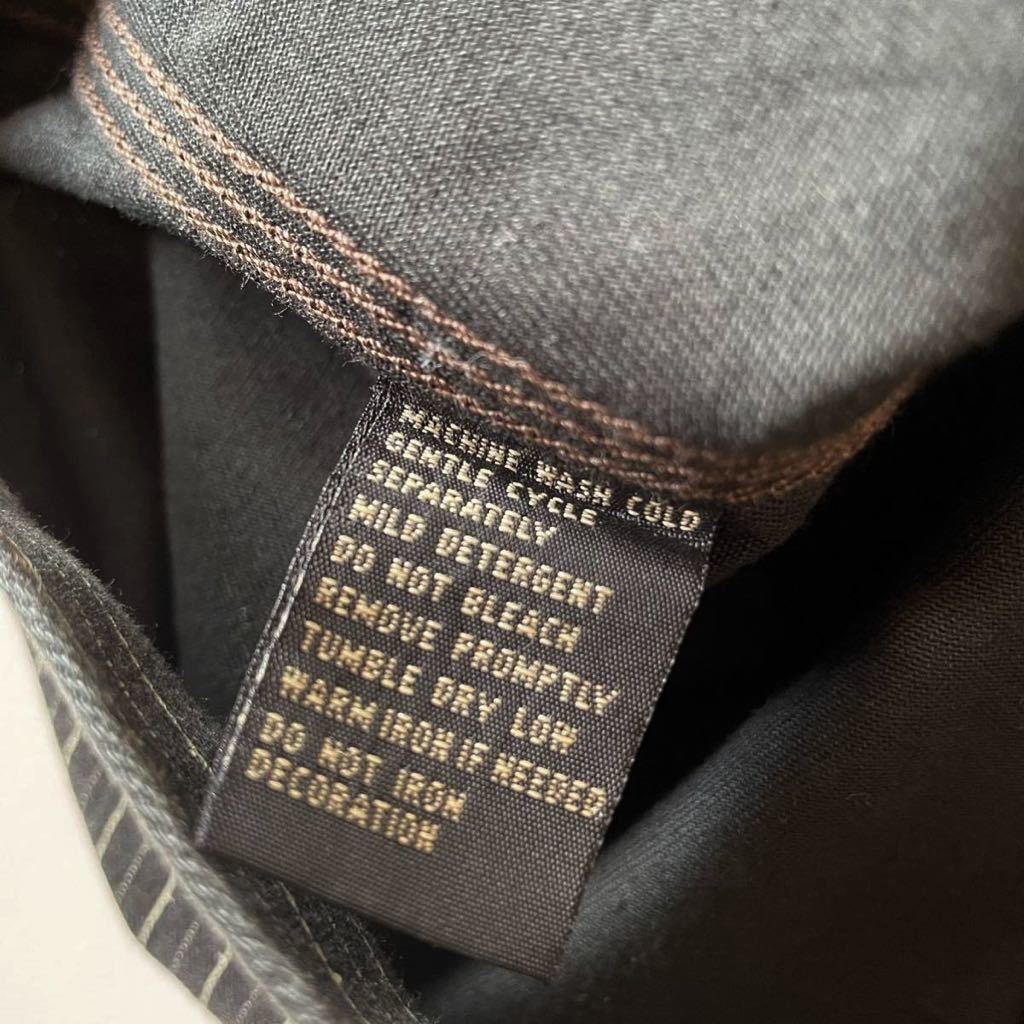 MACHINE WASH COLD
GENTLE CYCLE
SEPARATELY
MILD DETERGENT
DO NOT BLEACH
REMOVE PROMPTLY
TUMBLE DRY LOW
WARM IRON IF NEEDED
DO NOT IRON
DECORATION